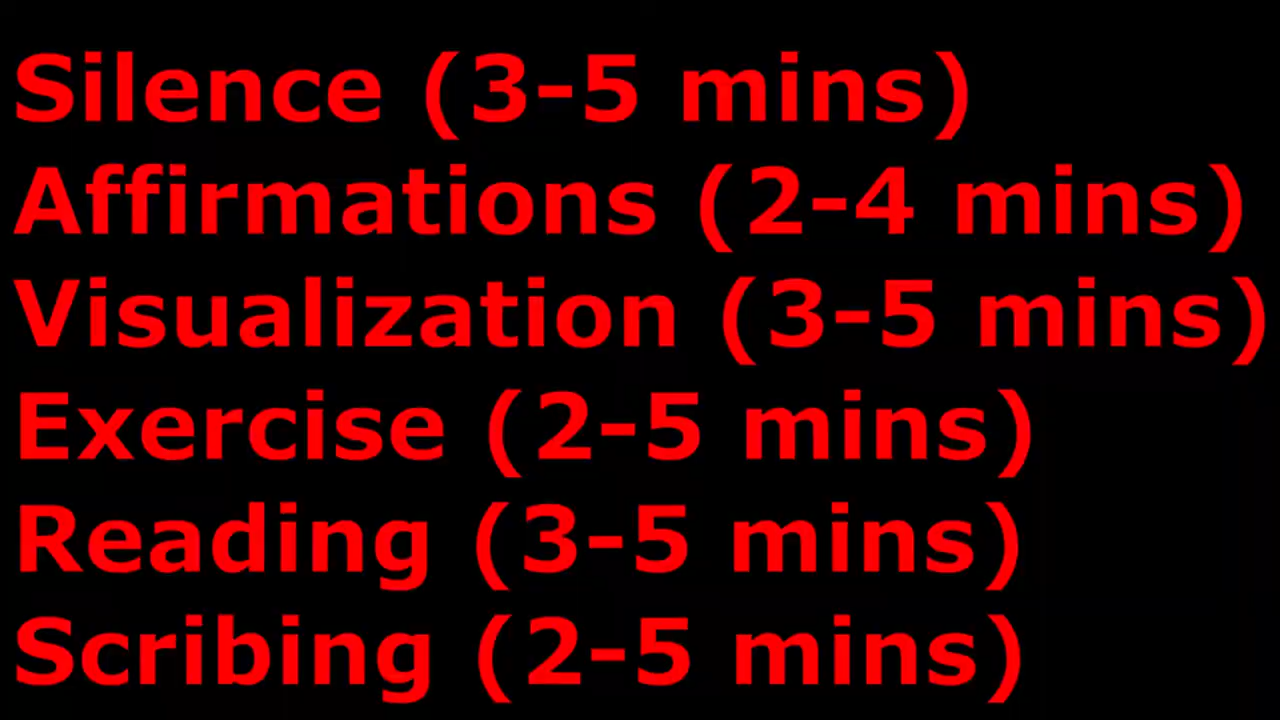 Silence (3-5 mins)
Affirmations (2-4 mins)
Visualization (3-5 mins)
Exercise (2-5 mins)
Reading (3-5 mins)
Scribing (2-5 mins)